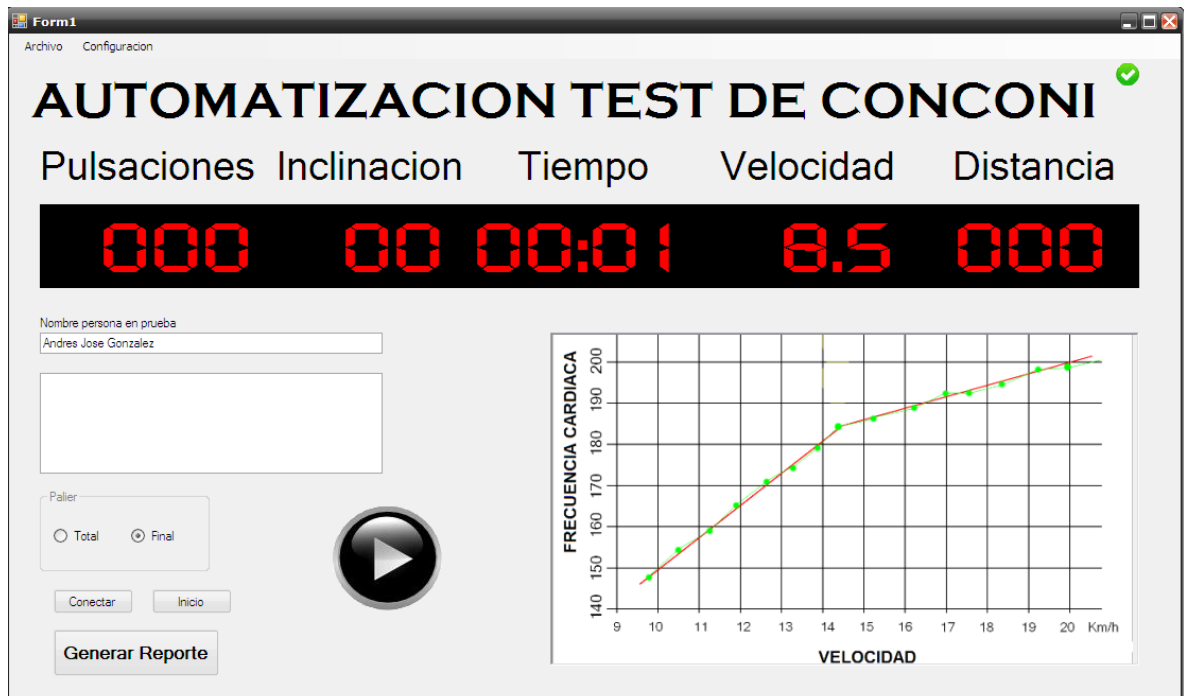 Form1
Archivo Configuracion
AUTOMATIZACION TEST DE CONCONI
Pulsaciones Inclinacion Tiempo Velocidad Distancia
000 00 00:01 8.5 000
Nombre persona en prueba
Andres Jose Gonzalez
Palier
Total Final
Conectar Inicio
Generar Reporte
FRECUENCIA CARDIACA
200
190
180
170
160
150
140
9 10 11 12 13 14 15 16 17 18 19 20 Km/h
VELOCIDAD